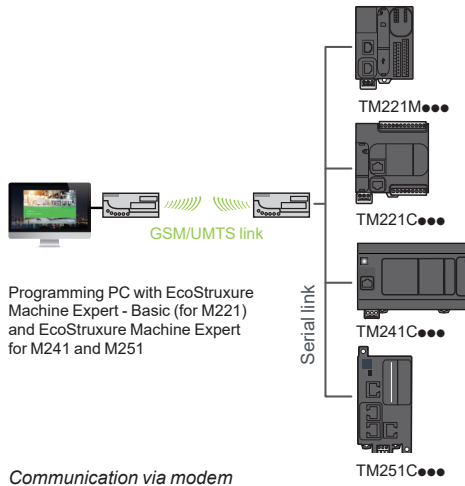 TM221M●●●
TM221C●●●
GSM/UMTS link
Programming PC with EcoStruxure
Machine Expert - Basic (for M221)
and EcoStruxure Machine Expert
for M241 and M251
Serial link
TM241C●●●
TM251C●●●
Communication via modem